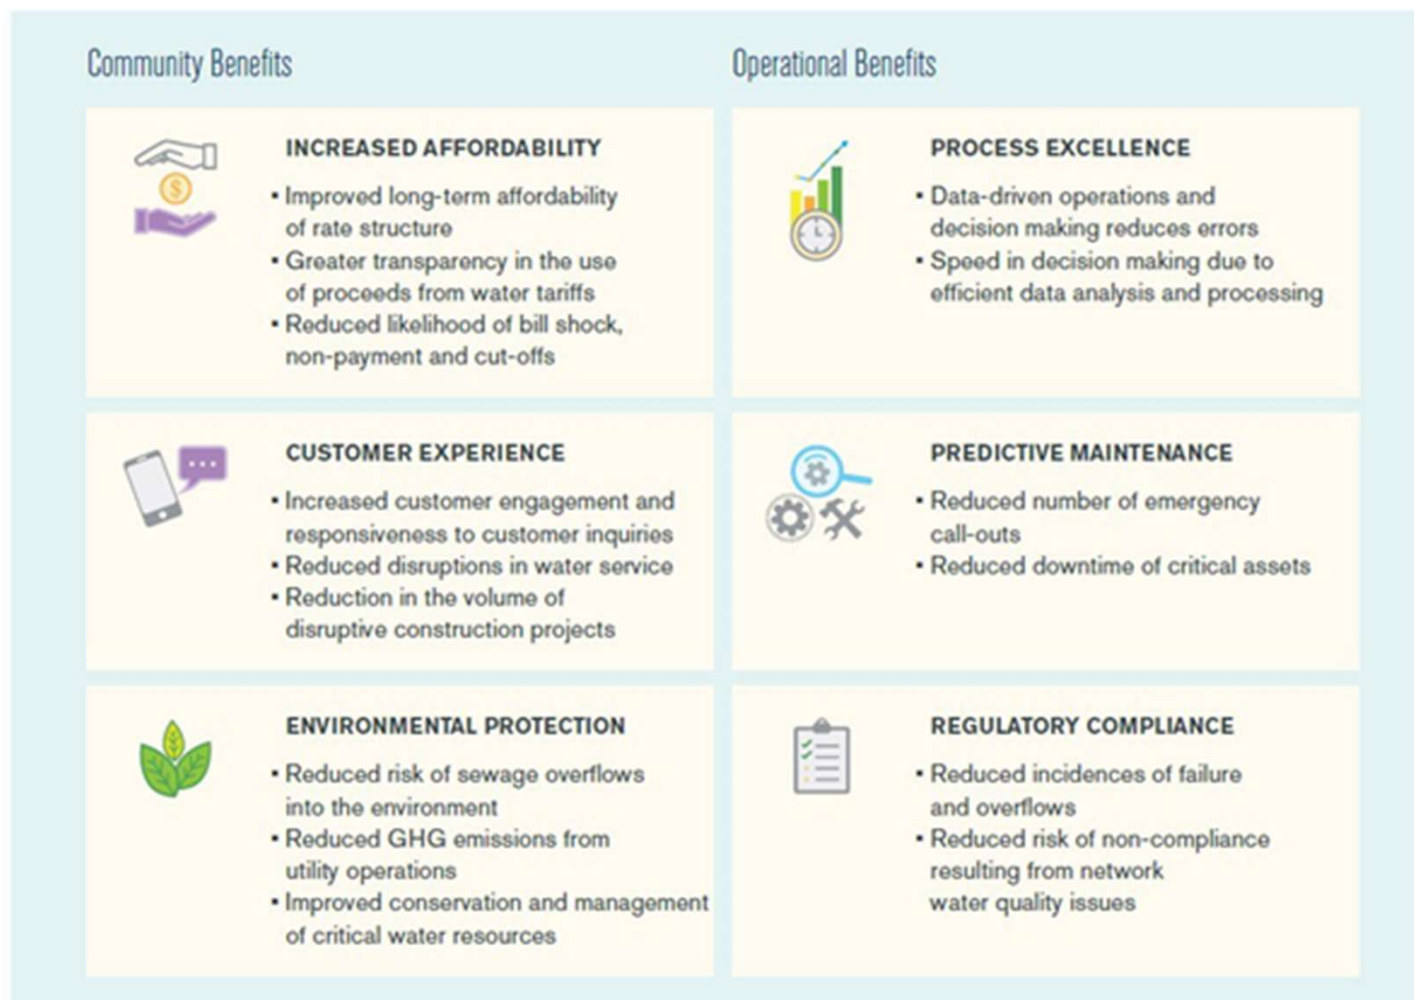 Community Benefits
INCREASED AFFORDABILITY
▪ Improved long-term affordability
of rate structure
▪ Greater transparency in the use
of proceeds from water tariffs
▪ Reduced likelihood of bill shock,
non-payment and cut-offs
CUSTOMER EXPERIENCE
▪ Increased customer engagement and
responsiveness to customer inquiries
▪ Reduced disruptions in water service
▪ Reduction in the volume of
disruptive construction projects
ENVIRONMENTAL PROTECTION
▪ Reduced risk of sewage overflows
into the environment
▪ Reduced GHG emissions from
utility operations
▪ Improved conservation and management
of critical water resources
Operational Benefits
PROCESS EXCELLENCE
▪ Data-driven operations and
decision making reduces errors
▪ Speed in decision making due to
efficient data analysis and processing
PREDICTIVE MAINTENANCE
▪ Reduced number of emergency
call-outs
▪ Reduced downtime of critical assets
REGULATORY COMPLIANCE
▪ Reduced incidences of failure
and overflows
▪ Reduced risk of non-compliance
resulting from network
water quality issues